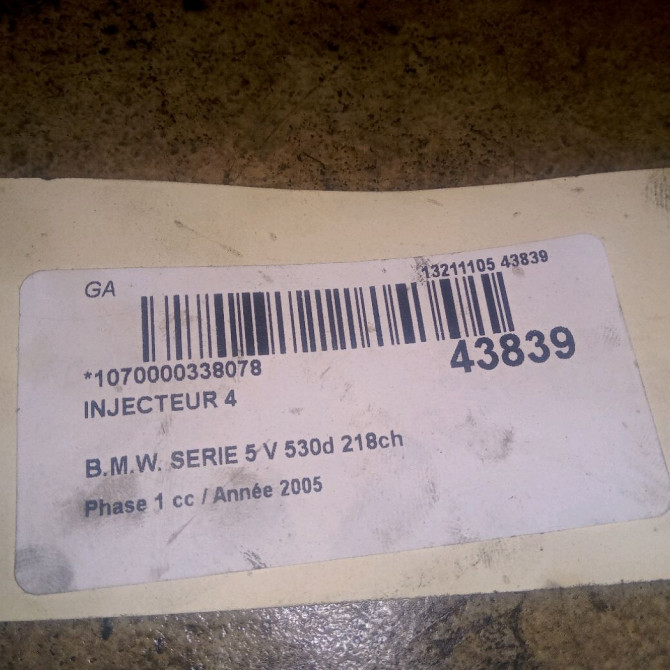 GA
13211105 43839
*1070000338078
43839
INJECTEUR 4
B.M.W. SERIE 5 V 530d 218ch
Phase 1 cc / Année 2005